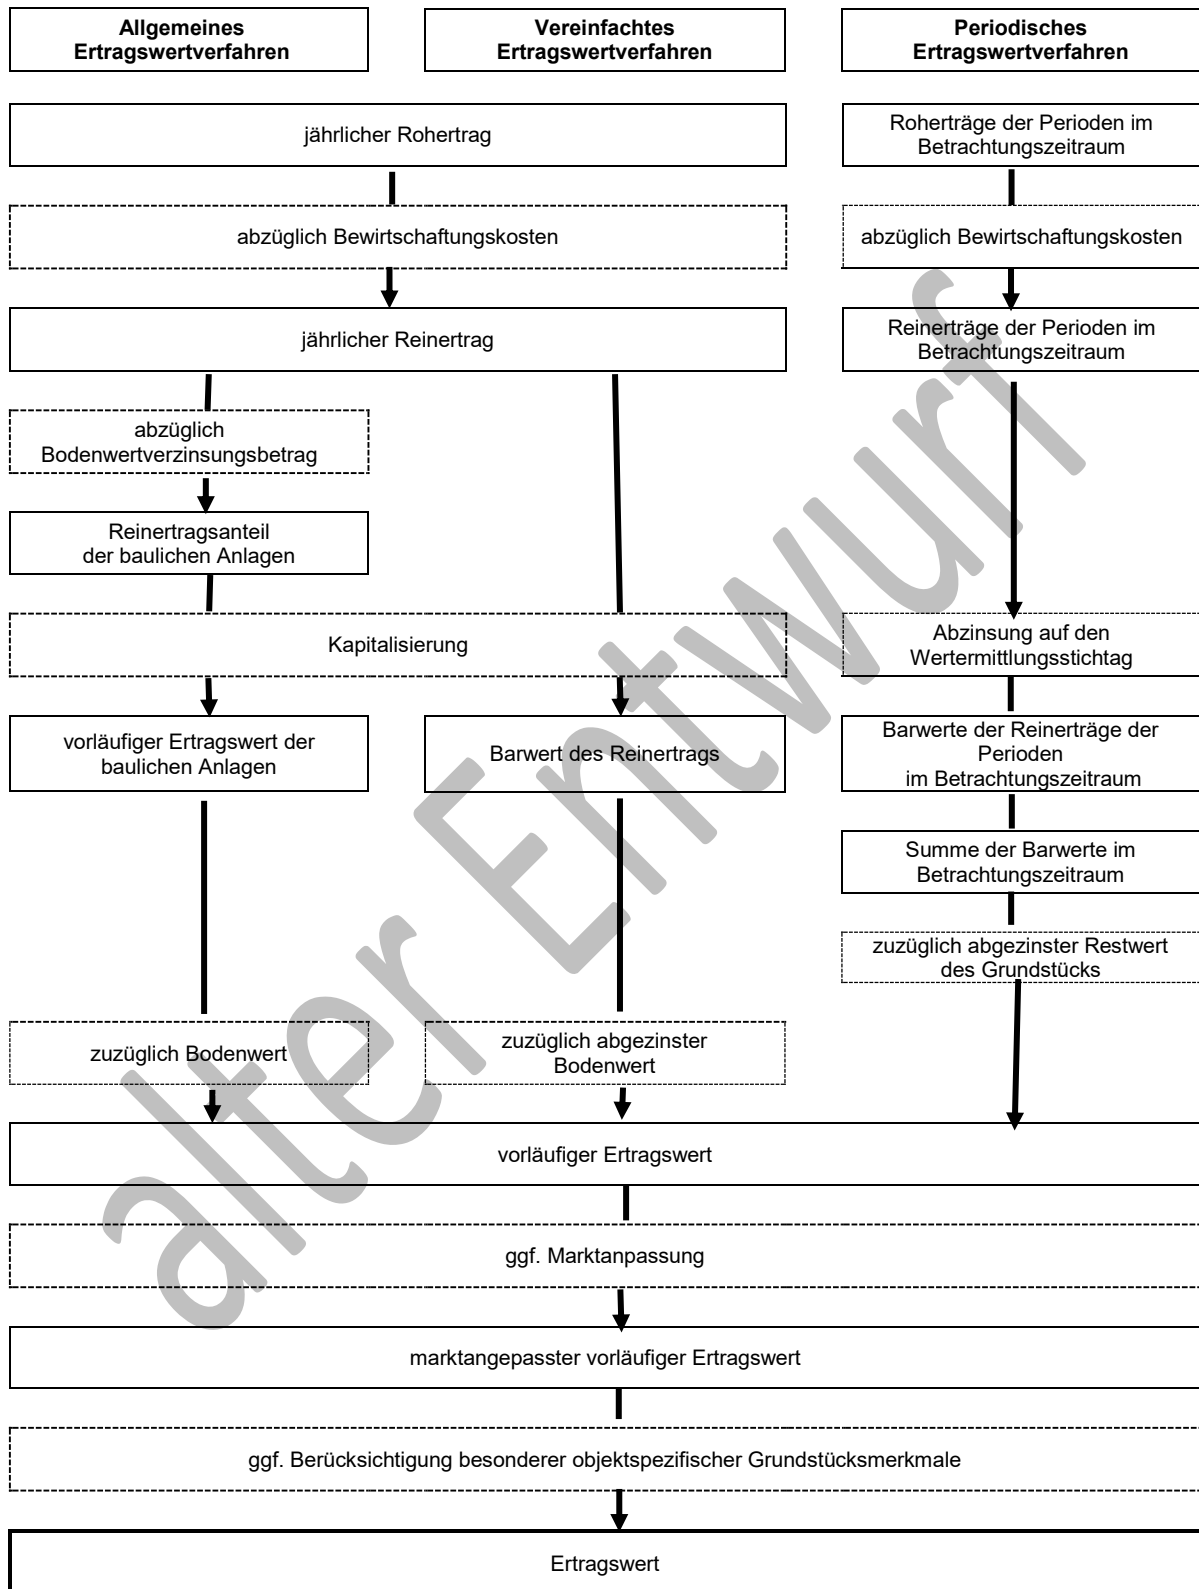 Allgemeines
Ertragswertverfahren
Vereinfachtes
Ertragswertverfahren
Periodisches
Ertragswertverfahren
jährlicher Rohertrag
Roherträge der Perioden im
Betrachtungszeitraum
abzüglich Bewirtschaftungskosten
abzüglich Bewirtschaftungskosten
jährlicher Reinertrag
Reinerträge der Perioden im
Betrachtungszeitraum
abzüglich
Bodenwertverzinsungsbetrag
Reinertragsanteil
der baulichen Anlagen
Kapitalisierung
Abzinsung auf den
Wertermittlungsstichtag
vorläufiger Ertragswert der
baulichen Anlagen
Barwert des Reinertrags
Barwerte der Reinerträge der
Perioden
im Betrachtungszeitraum
Summe der Barwerte im
Betrachtungszeitraum
zuzüglich abgezinster Restwert
des Grundstücks
zuzüglich Bodenwert
zuzüglich abgezinster
Bodenwert
vorläufiger Ertragswert
ggf. Marktanpassung
marktangepasster vorläufiger Ertragswert
ggf. Berücksichtigung besonderer objektspezifischer Grundstücksmerkmale
Ertragswert
alter Entwurf